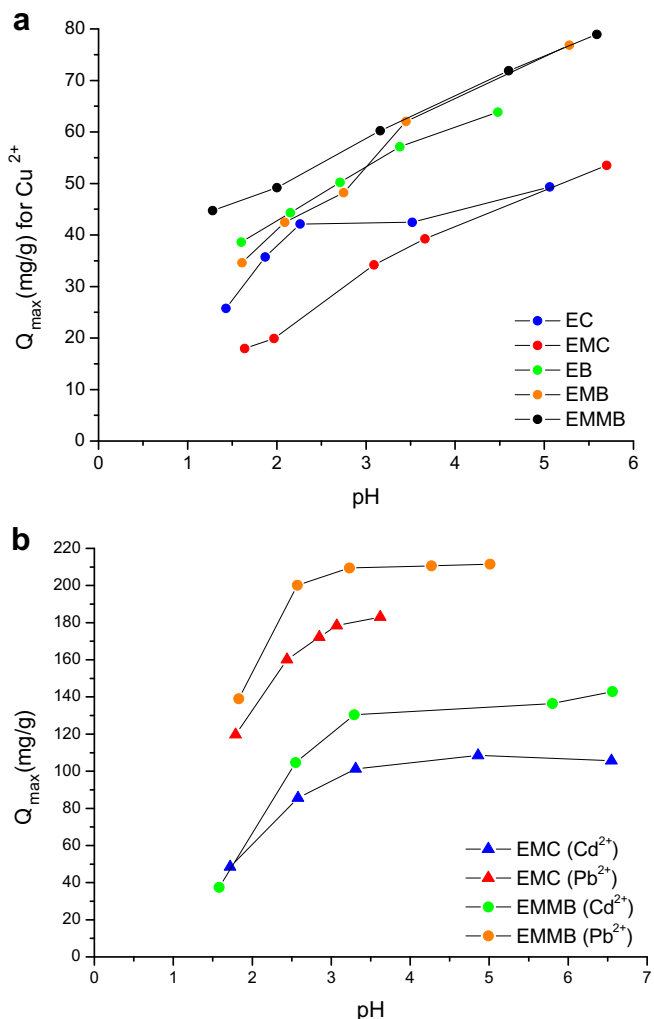 a
80
70
60
50
40
30
20
10
0
Qmax(mg/g) for Cu 2+
EC
EMC
EB
EMB
EMMB
0 1 2 3 4 5 6
pH
b
220
200
180
160
140
120
100
80
60
40
20
0
Qmax(mg/g)
EMC (Cd2+)
EMC (Pb2+)
EMMB (Cd2+)
EMMB (Pb2+)
0 1 2 3 4 5 6 7
pH